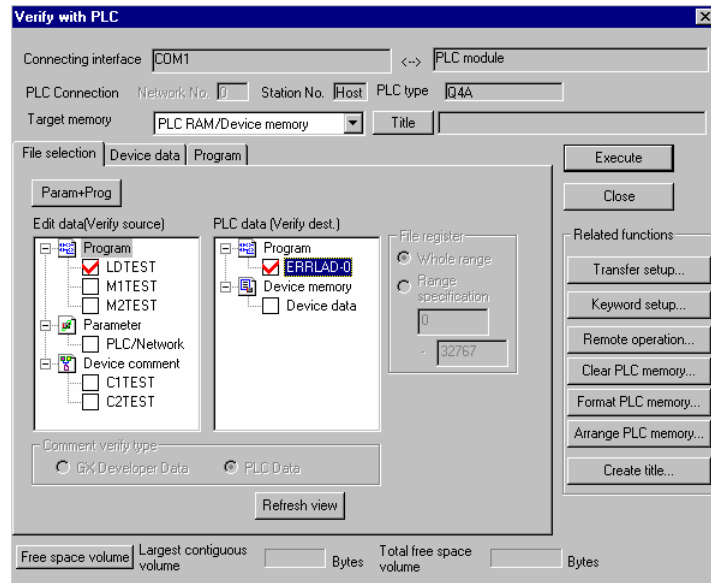 Verify with PLC
Connecting interface COM1 <--> PLC module
PLC Connection Network No. 0 Station No. Host PLC type Q4A
Target memory PLC RAM/Device memory Title
File selection Device data Program
Param+Prog
Edit data(Verify source)
Program
LDTEST
M1TEST
M2TEST
Parameter
PLC/Network
Device comment
C1TEST
C2TEST
PLC data (Verify dest.)
Program
ERRLAD-0
Device memory
Device data
File register
Whole range
Range
specification
0
- 32767
Comment verify type
GX Developer Data PLC Data
Refresh view
Execute
Close
Related functions
Transfer setup...
Keyword setup...
Remote operation...
Clear PLC memory...
Format PLC memory...
Arrange PLC memory...
Create title...
Free space volume Largest contiguous
volume Bytes Total free space
volume Bytes